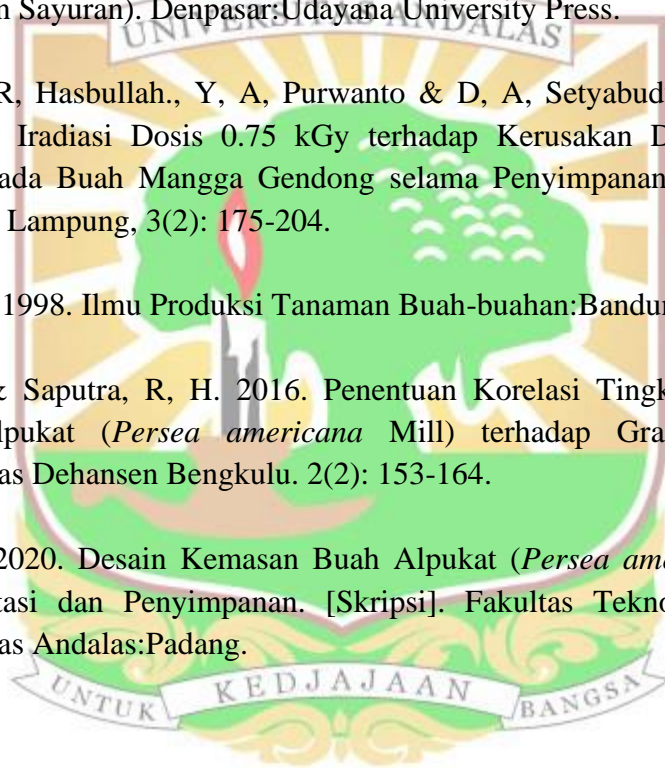 n Sayuran). Denpasar:Udayana University Press.
UNIVERSITAS ANDALAS
R, Hasbullah., Y, A, Purwanto & D, A, Setyabud
Iradiasi Dosis 0.75 kGy terhadap Kerusakan D
ada Buah Mangga Gendong selama Penyimpanan
Lampung, 3(2): 175-204.
1998. Ilmu Produksi Tanaman Buah-buahan:Bandu
& Saputra, R, H. 2016. Penentuan Korelasi Tingk
lpukat (Persea americana Mill) terhadap Gra
as Dehansen Bengkulu. 2(2): 153-164.
2020. Desain Kemasan Buah Alpukat (Persea ame
tasi dan Penyimpanan. [Skripsi]. Fakultas Tekno
as Andalas:Padang.
UNTUK KEDJAJAAN BANGSA